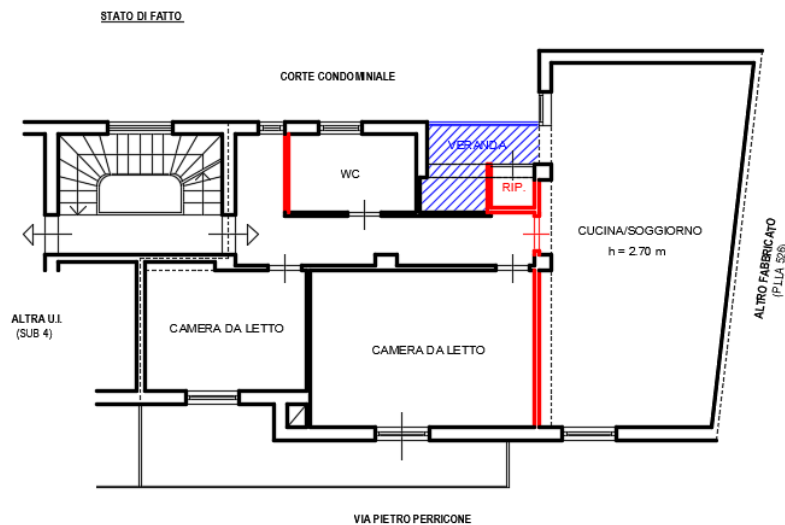 STATO DI FATTO
CORTE CONDOMINIALE
VERANDA
WC
RIP.
CUCINA/SOGGIORNO
h = 2.70 m
ALTRO FABBRICATO
(P.LLA 526)
ALTRA U.I.
(SUB 4)
CAMERA DA LETTO
CAMERA DA LETTO
VIA PIETRO PERRICONE